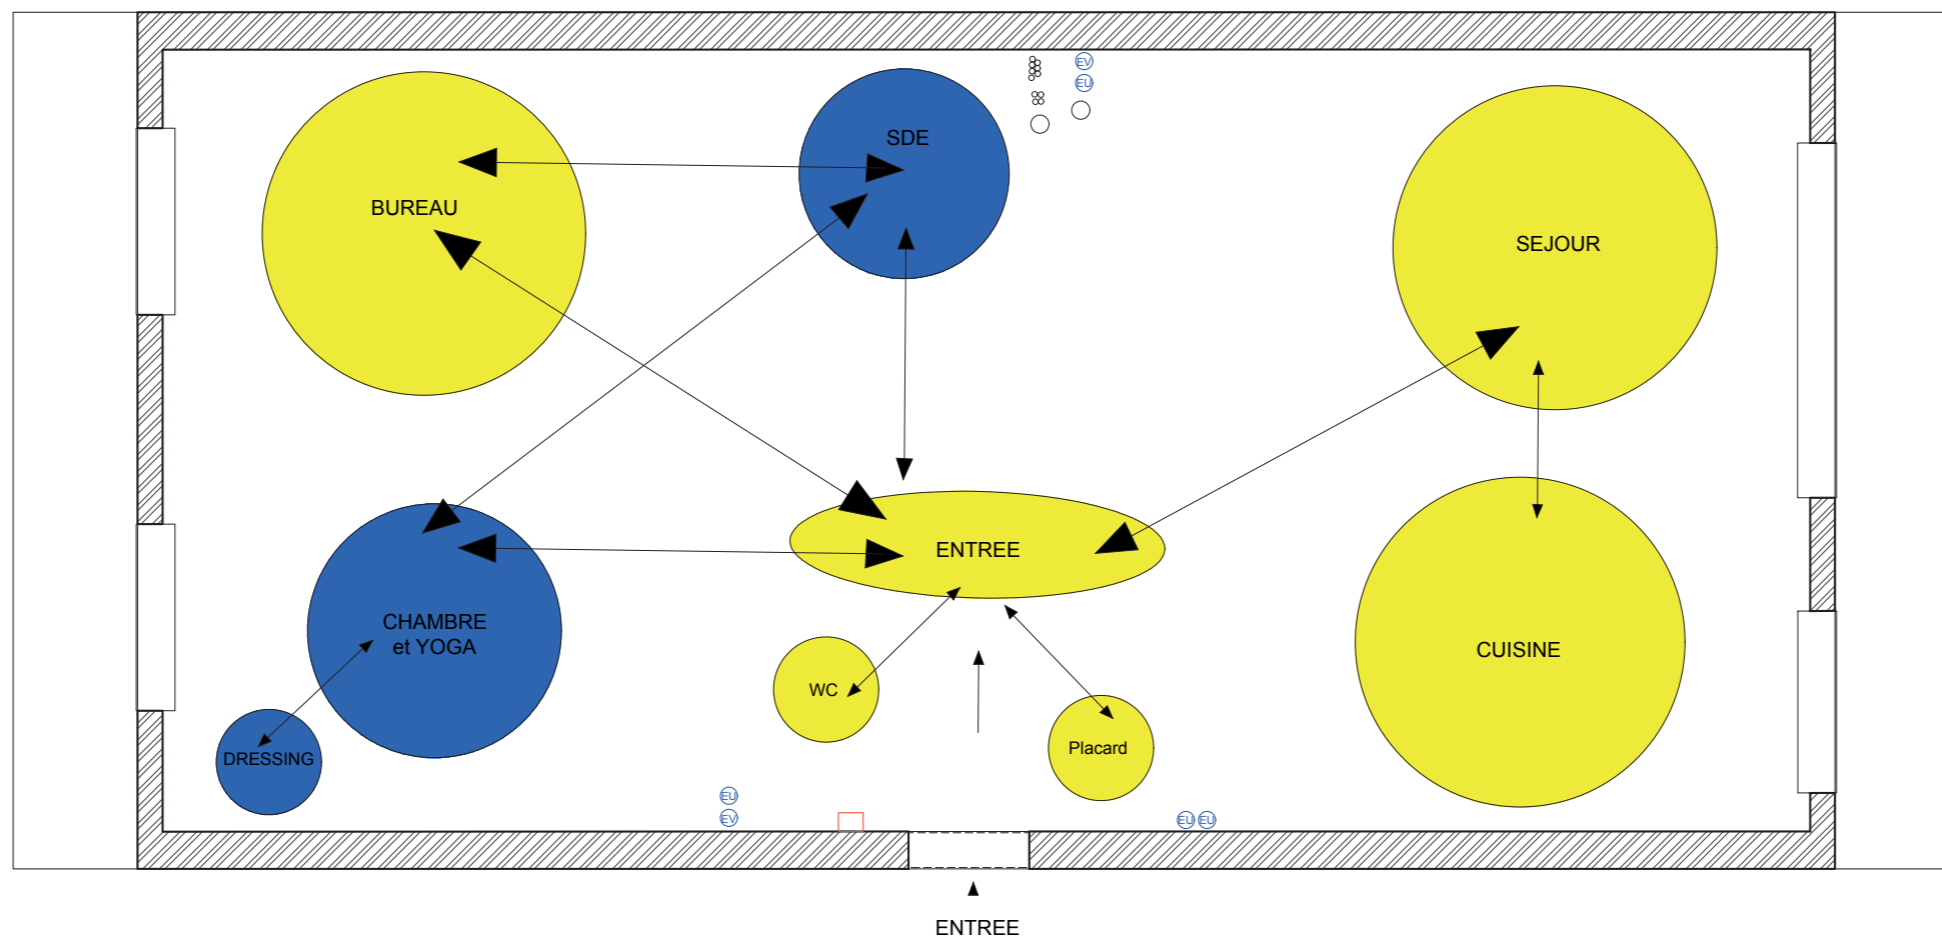 EV
EU
SDE
BUREAU
SEJOUR
ENTREE
CHAMBRE
et YOGA
CUISINE
WC
Placard
DRESSING
EU
EV
EU EU
ENTREE